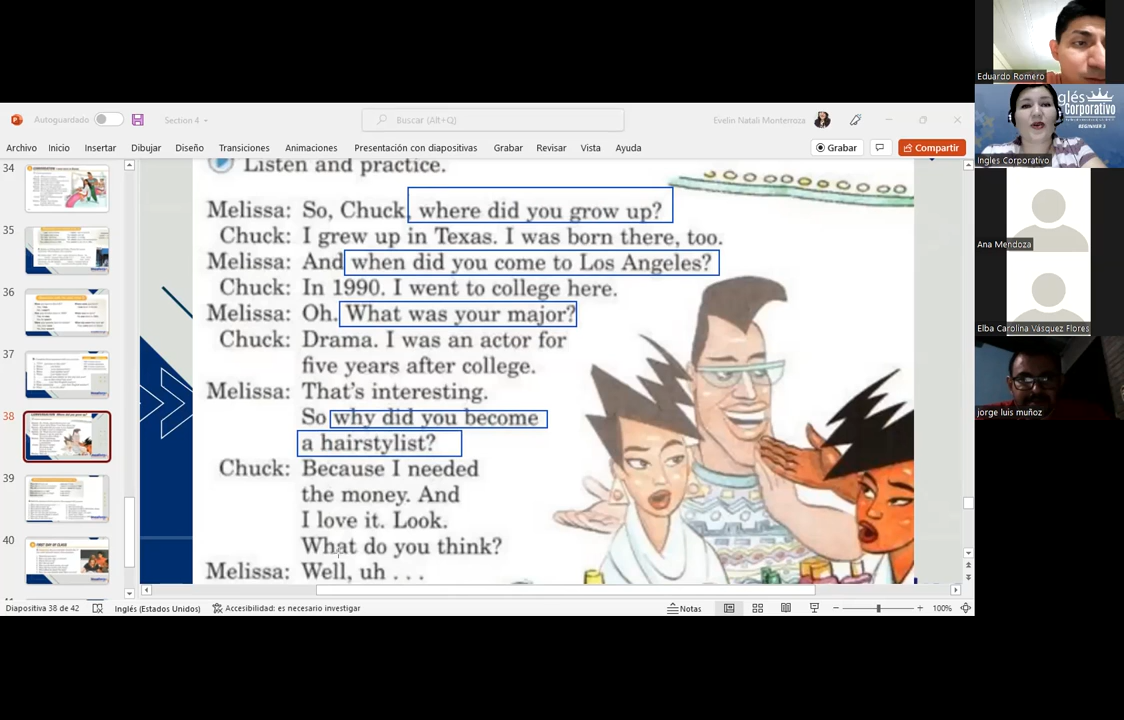 Autoguardado
Section 4
Buscar (Alt+Q)
Evelin Natali Monterroza
Archivo Inicio Insertar Dibujar Diseño Transiciones Animaciones Presentación con diapositivas Grabar Revisar Vista Ayuda
Grabar
Compartir
34
35
36
37
38
39
40
Listen and practice.
Melissa: So, Chuck, where did you grow up?
Chuck: I grew up in Texas. I was born there, too.
Melissa: And when did you come to Los Angeles?
Chuck: In 1990. I went to college here.
Melissa: Oh. What was your major?
Chuck: Drama. I was an actor for
five years after college.
Melissa: That's interesting.
So why did you become
a hairstylist?
Chuck: Because I needed
the money. And
I love it. Look.
What do you think?
Melissa: Well, uh . . .
Diapositiva 38 de 42
Inglés (Estados Unidos)
Accesibilidad: es necesario investigar
Notas
100%
Eduardo Romero
glés
Corporativo
BEGINNER 3
Ingles Corporativo
Ana Mendoza
Elba Carolina Vásquez Flores
jorge luis muñoz